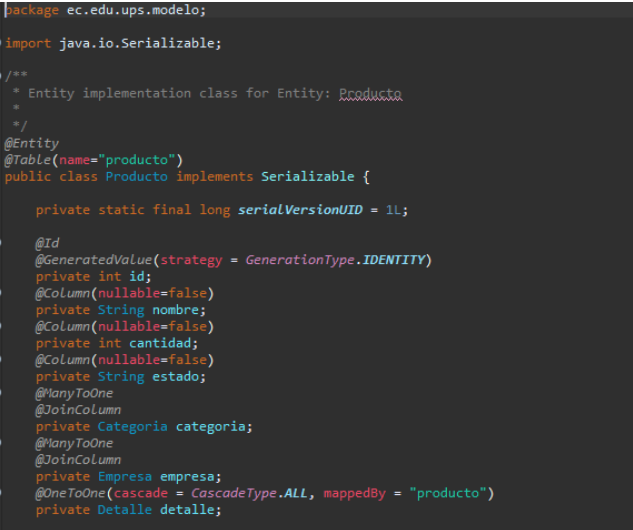 package ec.edu.ups.modelo;
import java.io.Serializable;
/**
* Entity implementation class for Entity: Producto
*
*/
@Entity
@Table(name="producto")
public class Producto implements Serializable {
private static final long serialVersionUID = 1L;
@Id
@GeneratedValue(strategy = GenerationType.IDENTITY)
private int id;
@Column(nullable=false)
private String nombre;
@Column(nullable=false)
private int cantidad;
@Column(nullable=false)
private String estado;
@ManyToOne
@JoinColumn
private Categoria categoria;
@ManyToOne
@JoinColumn
private Empresa empresa;
@OneToOne(cascade = CascadeType.ALL, mappedBy = "producto")
private Detalle detalle;